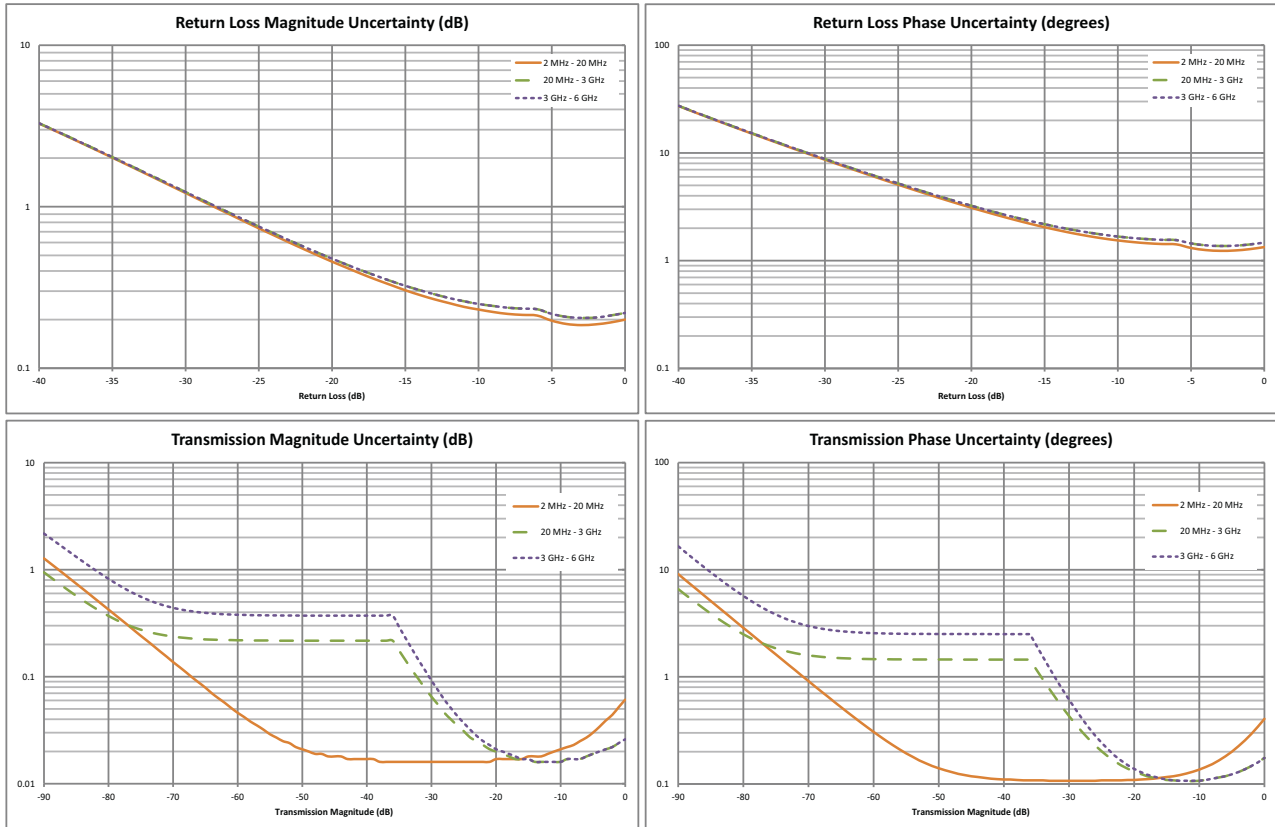 Return Loss Magnitude Uncertainty (dB)
10
1
0.1
2 MHz - 20 MHz
20 MHz - 3 GHz
3 GHz - 6 GHz
-40 -35 -30 -25 -20 -15 -10 -5 0
Return Loss (dB)
Return Loss Phase Uncertainty (degrees)
100
10
1
0.1
2 MHz - 20 MHz
20 MHz - 3 GHz
3 GHz - 6 GHz
-40 -35 -30 -25 -20 -15 -10 -5 0
Return Loss (dB)
Transmission Magnitude Uncertainty (dB)
10
1
0.1
0.01
2 MHz - 20 MHz
20 MHz - 3 GHz
3 GHz - 6 GHz
-90 -80 -70 -60 -50 -40 -30 -20 -10 0
Transmission Magnitude (dB)
Transmission Phase Uncertainty (degrees)
100
10
1
0.1
2 MHz - 20 MHz
20 MHz - 3 GHz
3 GHz - 6 GHz
-90 -80 -70 -60 -50 -40 -30 -20 -10 0
Transmission Magnitude (dB)